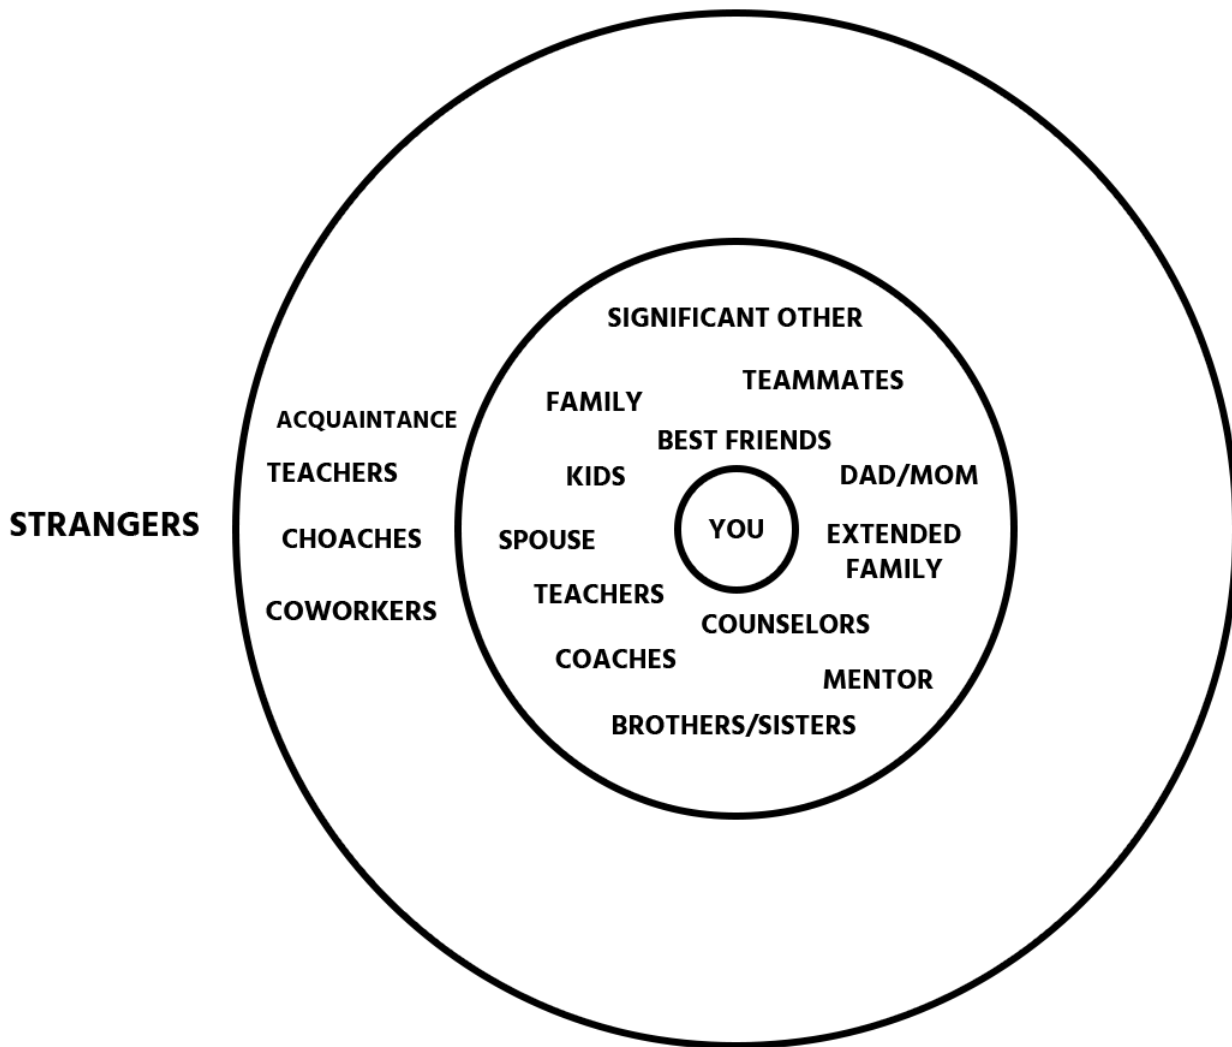 SIGNIFICANT OTHER
TEAMMATES
FAMILY
ACQUAINTANCE
BEST FRIENDS
TEACHERS
KIDS
DAD/MOM
STRANGERS
CHOACHES
SPOUSE
YOU
EXTENDED
FAMILY
TEACHERS
COWORKERS
COUNSELORS
COACHES
MENTOR
BROTHERS/SISTERS